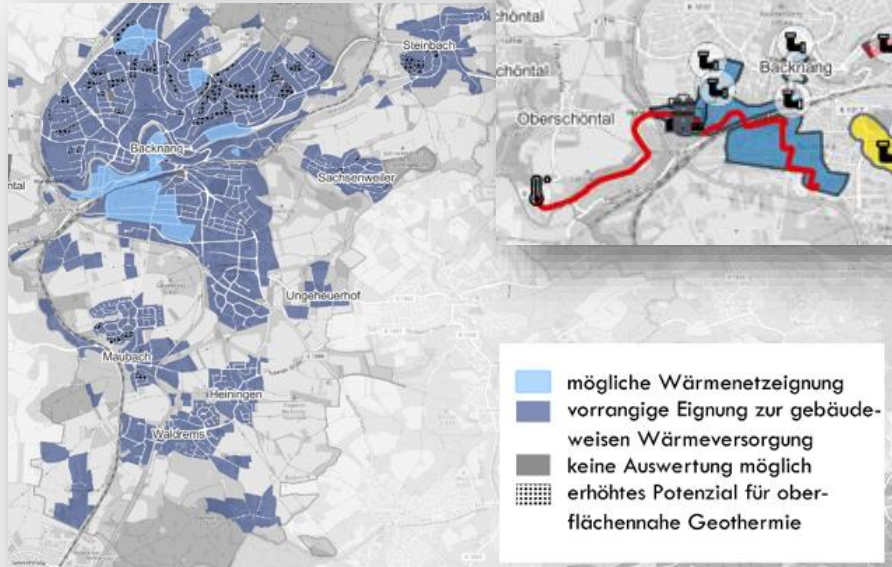 Steinbach
Backnang
Sachsenweiler
Ungeheuerhof
Maubach
Heiningen
Waldrems
Backnang
Oberschöntal
mögliche Wärmenetzeignung
vorrangige Eignung zur gebäude-
weisen Wärmeversorgung
keine Auswertung möglich
erhöhtes Potenzial für ober-
flächennahe Geothermie